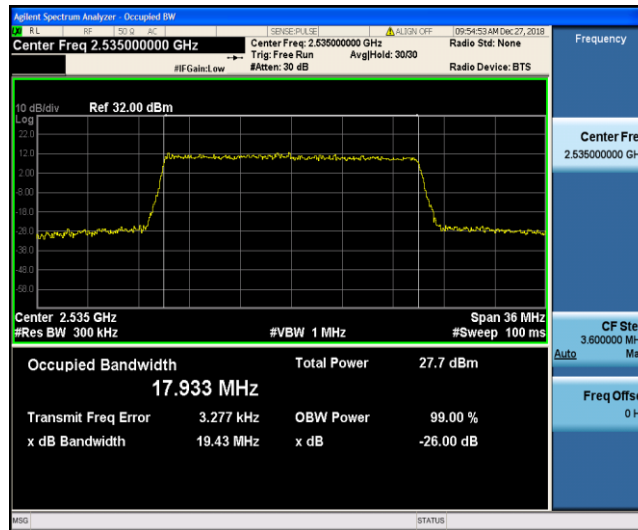 Agilent Spectrum Analyzer - Occupied BW
RL RF 50 Ω AC SENSE:PULSE ALIGN OFF 09:54:53 AM Dec 27, 2018
Center Freq 2.535000000 GHz
Center Freq: 2.535000000 GHz
Radio Std: None
Trig: Free Run Avg|Hold: 30/30
#IFGain:Low #Atten: 30 dB Radio Device: BTS
10 dB/div Ref 32.00 dBm
Log
22.0
12.0
2.00
-8.00
-18.0
-28.0
-38.0
-48.0
-58.0
Center 2.535 GHz Span 36 MHz
#Res BW 300 kHz #VBW 1 MHz #Sweep 100 ms
Occupied Bandwidth Total Power 27.7 dBm
17.933 MHz
Transmit Freq Error 3.277 kHz OBW Power 99.00 %
x dB Bandwidth 19.43 MHz x dB -26.00 dB
MSG STATUS
Frequency
Center Fre
2.535000000 GH
CF Ste
3.600000 MH
Auto Ma
Freq Offse
0 H